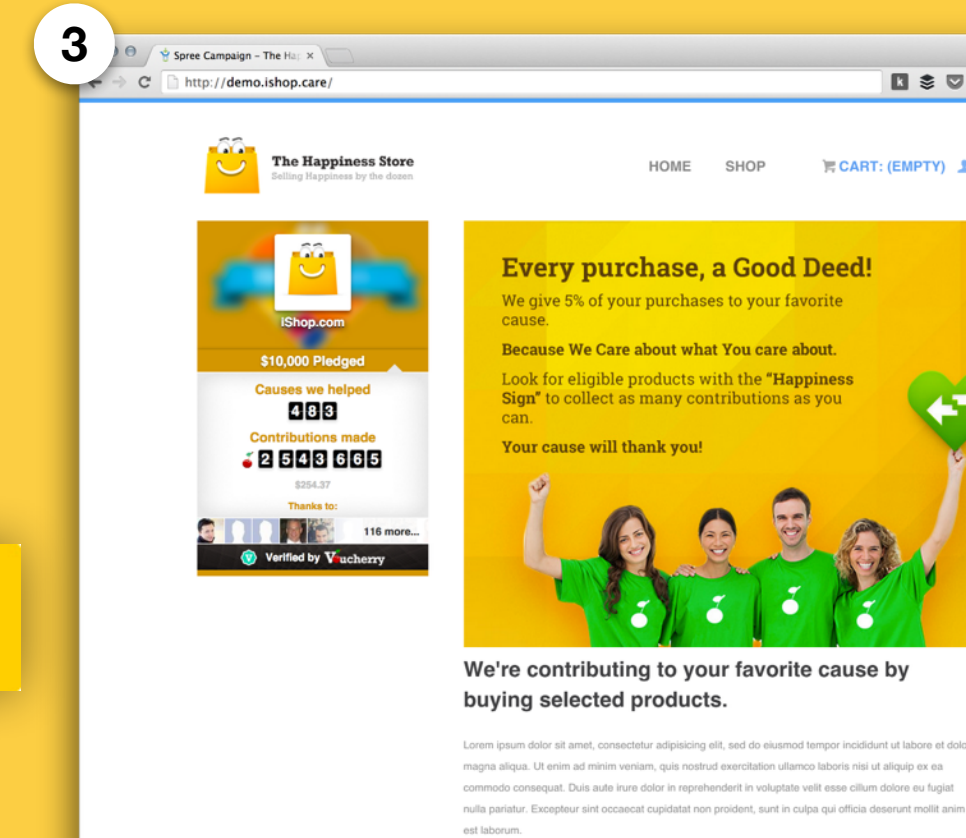 3
Spree Campaign – The Hap
http://demo.ishop.care/
The Happiness Store
Selling Happiness by the dozen
HOME SHOP CART: (EMPTY)
iShop.com
$10,000 Pledged
Causes we helped
483
Contributions made
2 543 665
$254.37
Thanks to:
116 more...
Verified by Voucherry
Every purchase, a Good Deed!
We give 5% of your purchases to your favorite
cause.
Because We Care about what You care about.
Look for eligible products with the “Happiness
Sign” to collect as many contributions as you
can.
Your cause will thank you!
We're contributing to your favorite cause by
buying selected products.
Lorem ipsum dolor sit amet, consectetur adipisicing elit, sed do eiusmod tempor incididunt ut labore et dolo
magna aliqua. Ut enim ad minim veniam, quis nostrud exercitation ullamco laboris nisi ut aliquip ex ea
commodo consequat. Duis aute irure dolor in reprehenderit in voluptate velit esse cillum dolore eu fugiat
nulla pariatur. Excepteur sint occaecat cupidatat non proident, sunt in culpa qui officia deserunt mollit anim
est laborum.